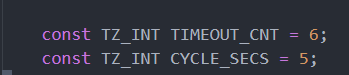 const TZ_INT TIMEOUT_CNT = 6;
const TZ_INT CYCLE_SECS = 5;